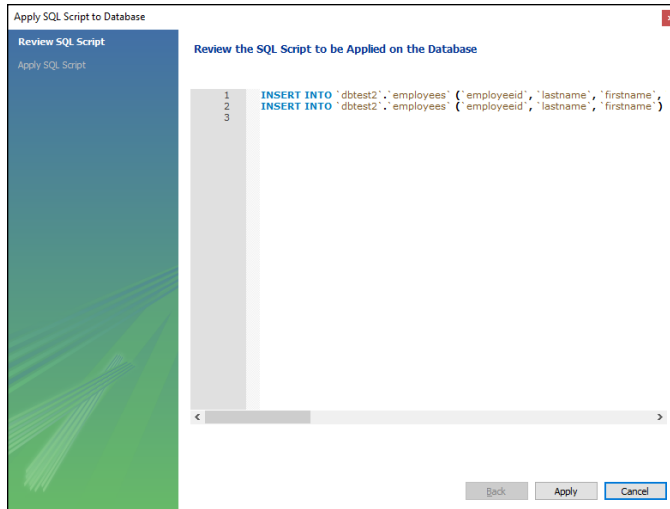 Apply SQL Script to Database
Review SQL Script
Apply SQL Script
Review the SQL Script to be Applied on the Database
1 INSERT INTO `dbtest2`.`employees` (`employeeid`, `lastname`, `firstname`,
2 INSERT INTO `dbtest2`.`employees` (`employeeid`, `lastname`, `firstname`)
3
Back Apply Cancel